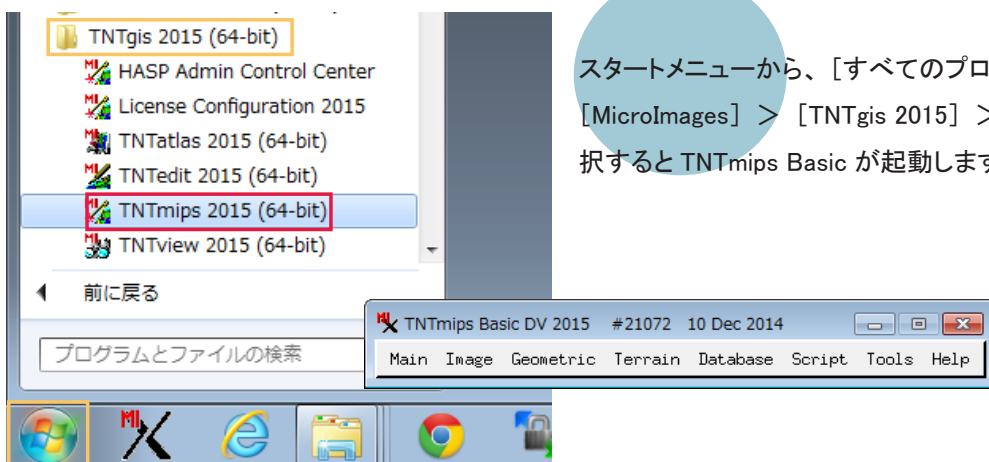 TNTgis 2015 (64-bit)
HASP Admin Control Center
License Configuration 2015
TNTatlas 2015 (64-bit)
TNTedit 2015 (64-bit)
TNTmips 2015 (64-bit)
TNTview 2015 (64-bit)
前に戻る
プログラムとファイルの検索
スタートメニューから、［すべてのプロ
［MicroImages］ ＞ ［TNTgis 2015］ ＞
択すると TNTmips Basic が起動します
TNTmips Basic DV 2015 #21072 10 Dec 2014
Main Image Geometric Terrain Database Script Tools Help